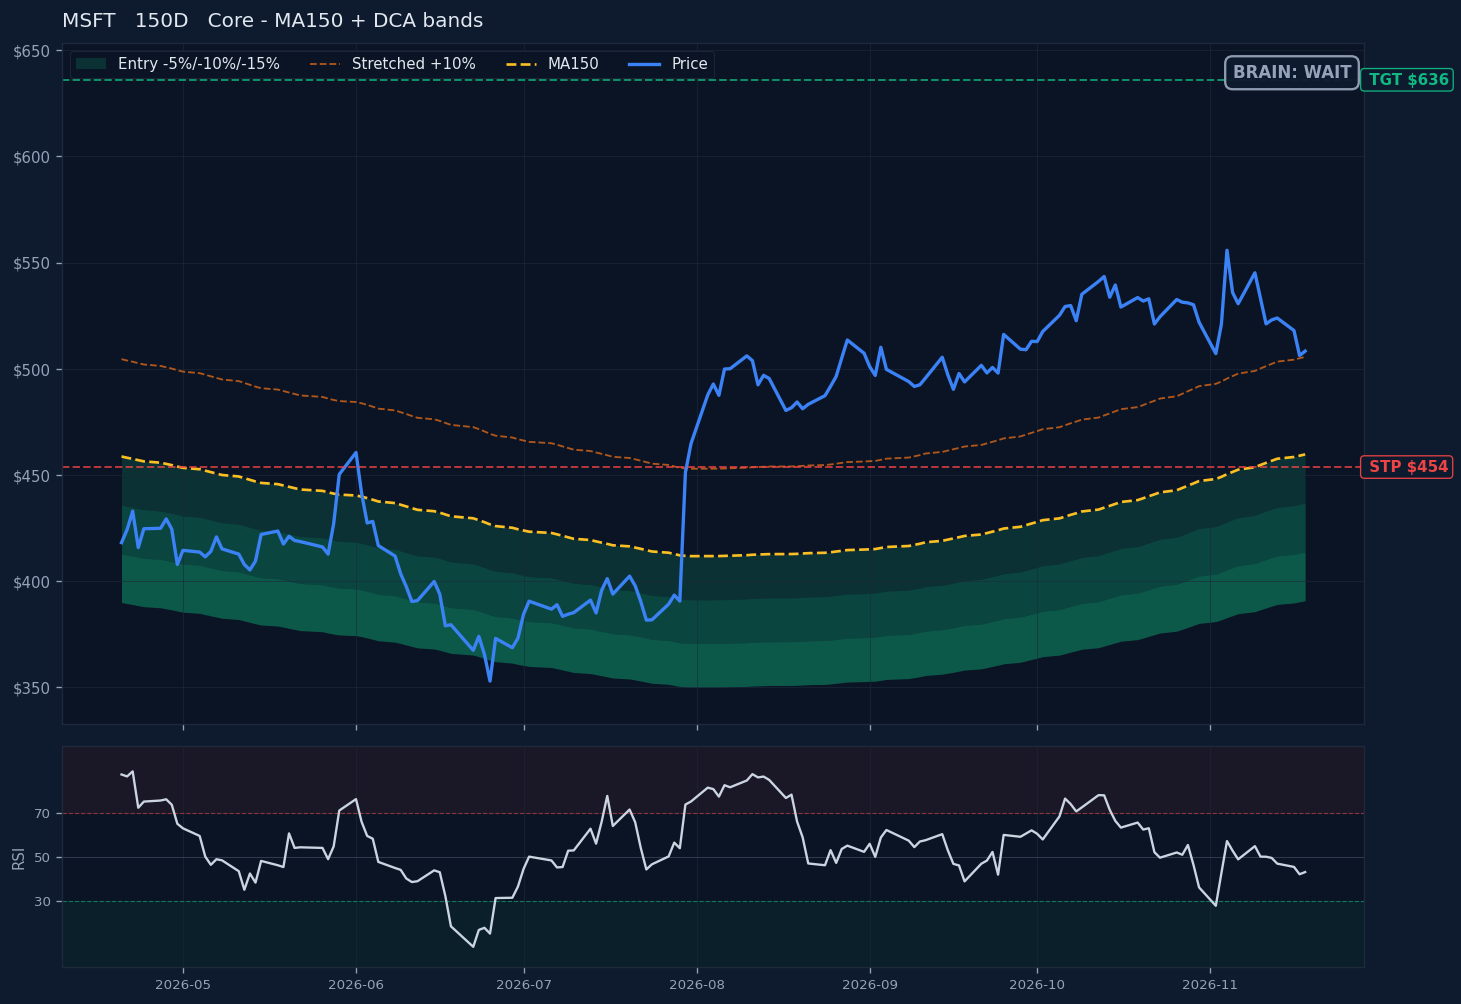 MSFT   150D   Core - MA150 + DCA bands
Entry -5%/-10%/-15%   Stretched +10%   MA150   Price
BRAIN: WAIT
TGT $636
STP $454
$650
$600
$550
$500
$450
$400
$350
RSI
70
50
30
2026-05   2026-06   2026-07   2026-08   2026-09   2026-10   2026-11